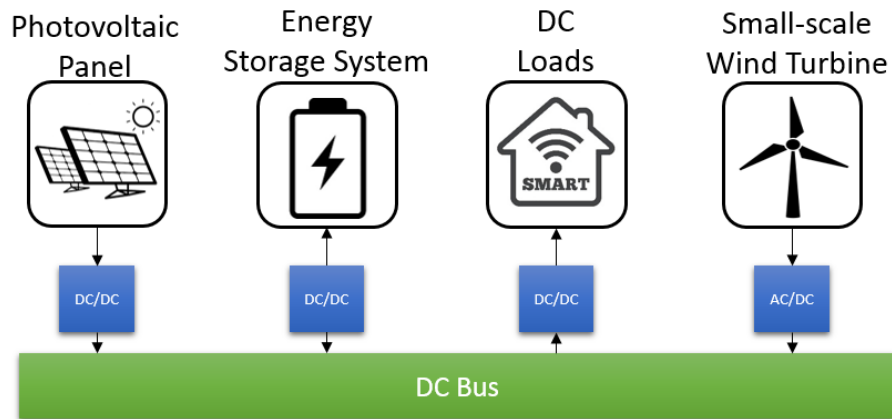 Photovoltaic
Panel
Energy
Storage System
DC
Loads
Small-scale
Wind Turbine
SMART
DC/DC
DC/DC
DC/DC
AC/DC
DC Bus